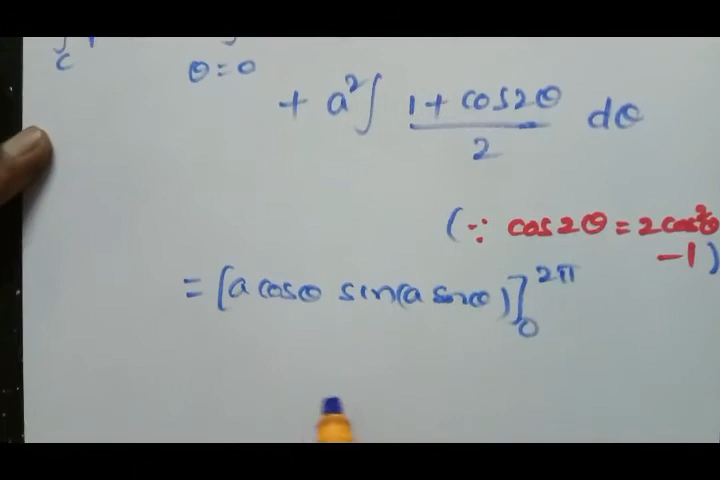 c θ = 0
+ a² ∫ (1 + cos2θ)/2 dθ
(∵ cos2θ = 2cos²θ
-1)
= [a cosθ sin(a sinθ)]₀^2π